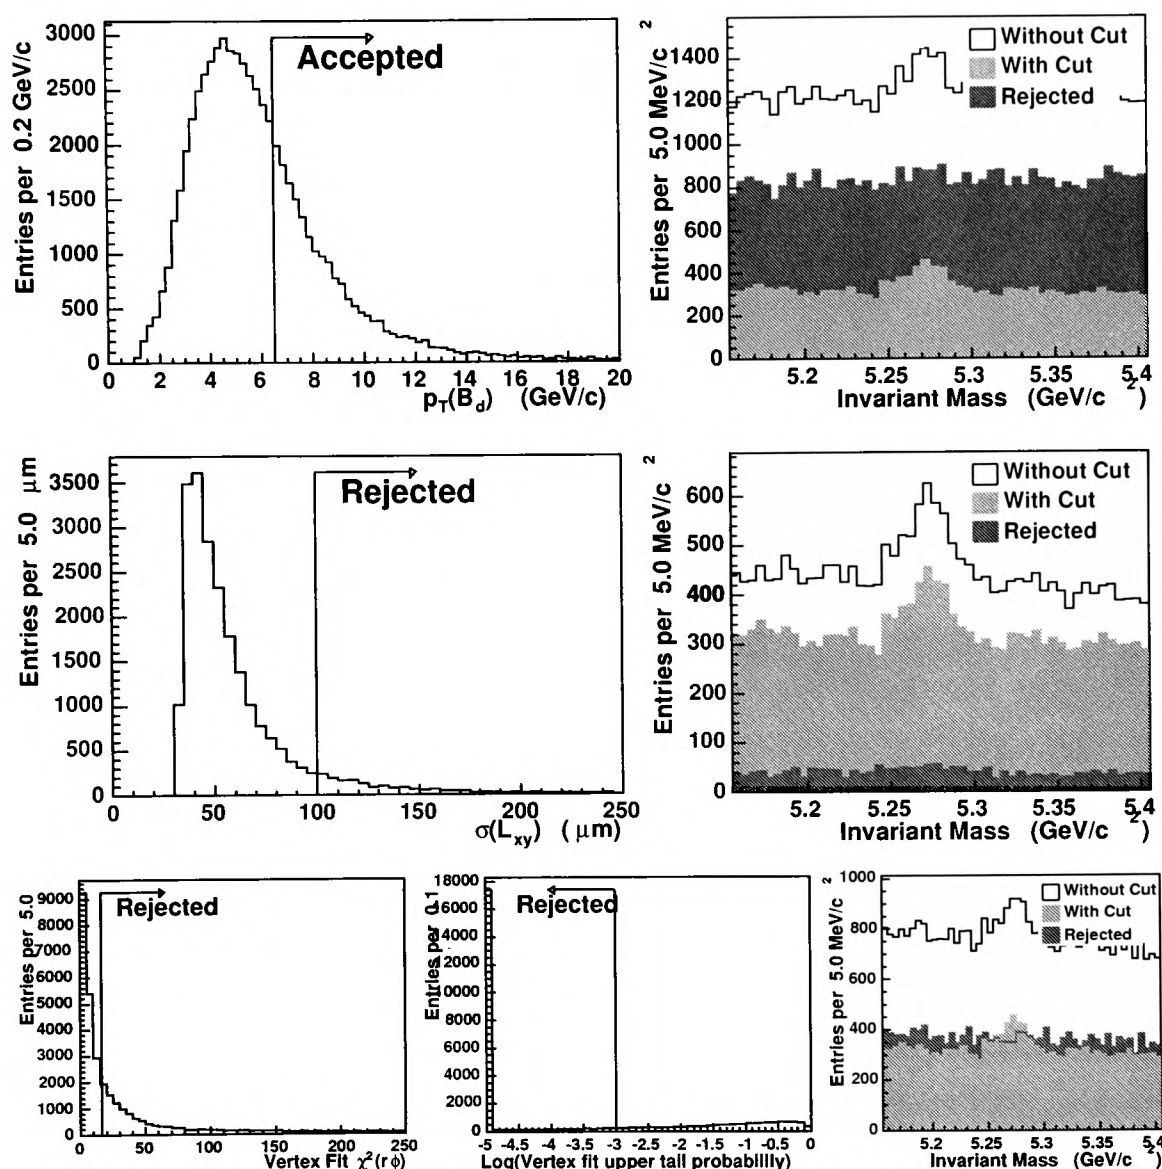 Entries per 0.2 GeV/c
3000
2500
2000
1500
1000
500
0
Accepted
0 2 4 6 8 10 12 14 16 18 20
pT(Bd) (GeV/c)
Entries per 5.0 MeV/c2
1400
1200
1000
800
600
400
200
0
Without Cut
With Cut
Rejected
5.2 5.25 5.3 5.35 5.4
Invariant Mass (GeV/c2)
Entries per 5.0 μm
3500
3000
2500
2000
1500
1000
500
0
Rejected
0 50 100 150 200 250
σ(Lxy) (μm)
Entries per 5.0 MeV/c2
600
500
400
300
200
100
0
Without Cut
With Cut
Rejected
5.2 5.25 5.3 5.35 5.4
Invariant Mass (GeV/c2)
Entries per 5.0
9000
8000
7000
6000
5000
4000
3000
2000
1000
0
Rejected
0 50 100 150 200 250
Vertex Fit χ2(rϕ)
Entries per 0.1
18000
16000
14000
12000
10000
8000
6000
4000
2000
0
Rejected
-5 -4.5 -4 -3.5 -3 -2.5 -2 -1.5 -1 -0.5 0
Log(Vertex fit upper tail probability)
Entries per 5.0 MeV/c2
1000
800
600
400
200
0
Without Cut
With Cut
Rejected
5.2 5.25 5.3 5.35 5.4
Invariant Mass (GeV/c2)